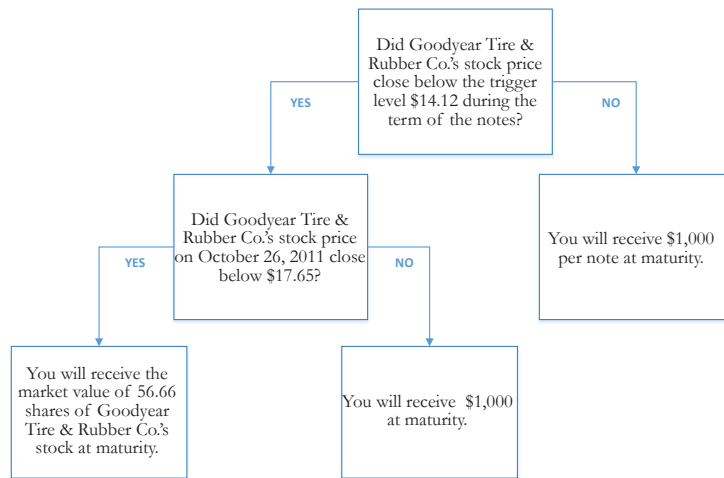 Did Goodyear Tire &
Rubber Co.'s stock price
close below the trigger
level $14.12 during the
term of the notes?
YES
NO
Did Goodyear Tire &
Rubber Co.'s stock price
on October 26, 2011 close
below $17.65?
You will receive $1,000
per note at maturity.
YES
NO
You will receive the
market value of 56.66
shares of Goodyear
Tire & Rubber Co.'s
stock at maturity.
You will receive $1,000
at maturity.